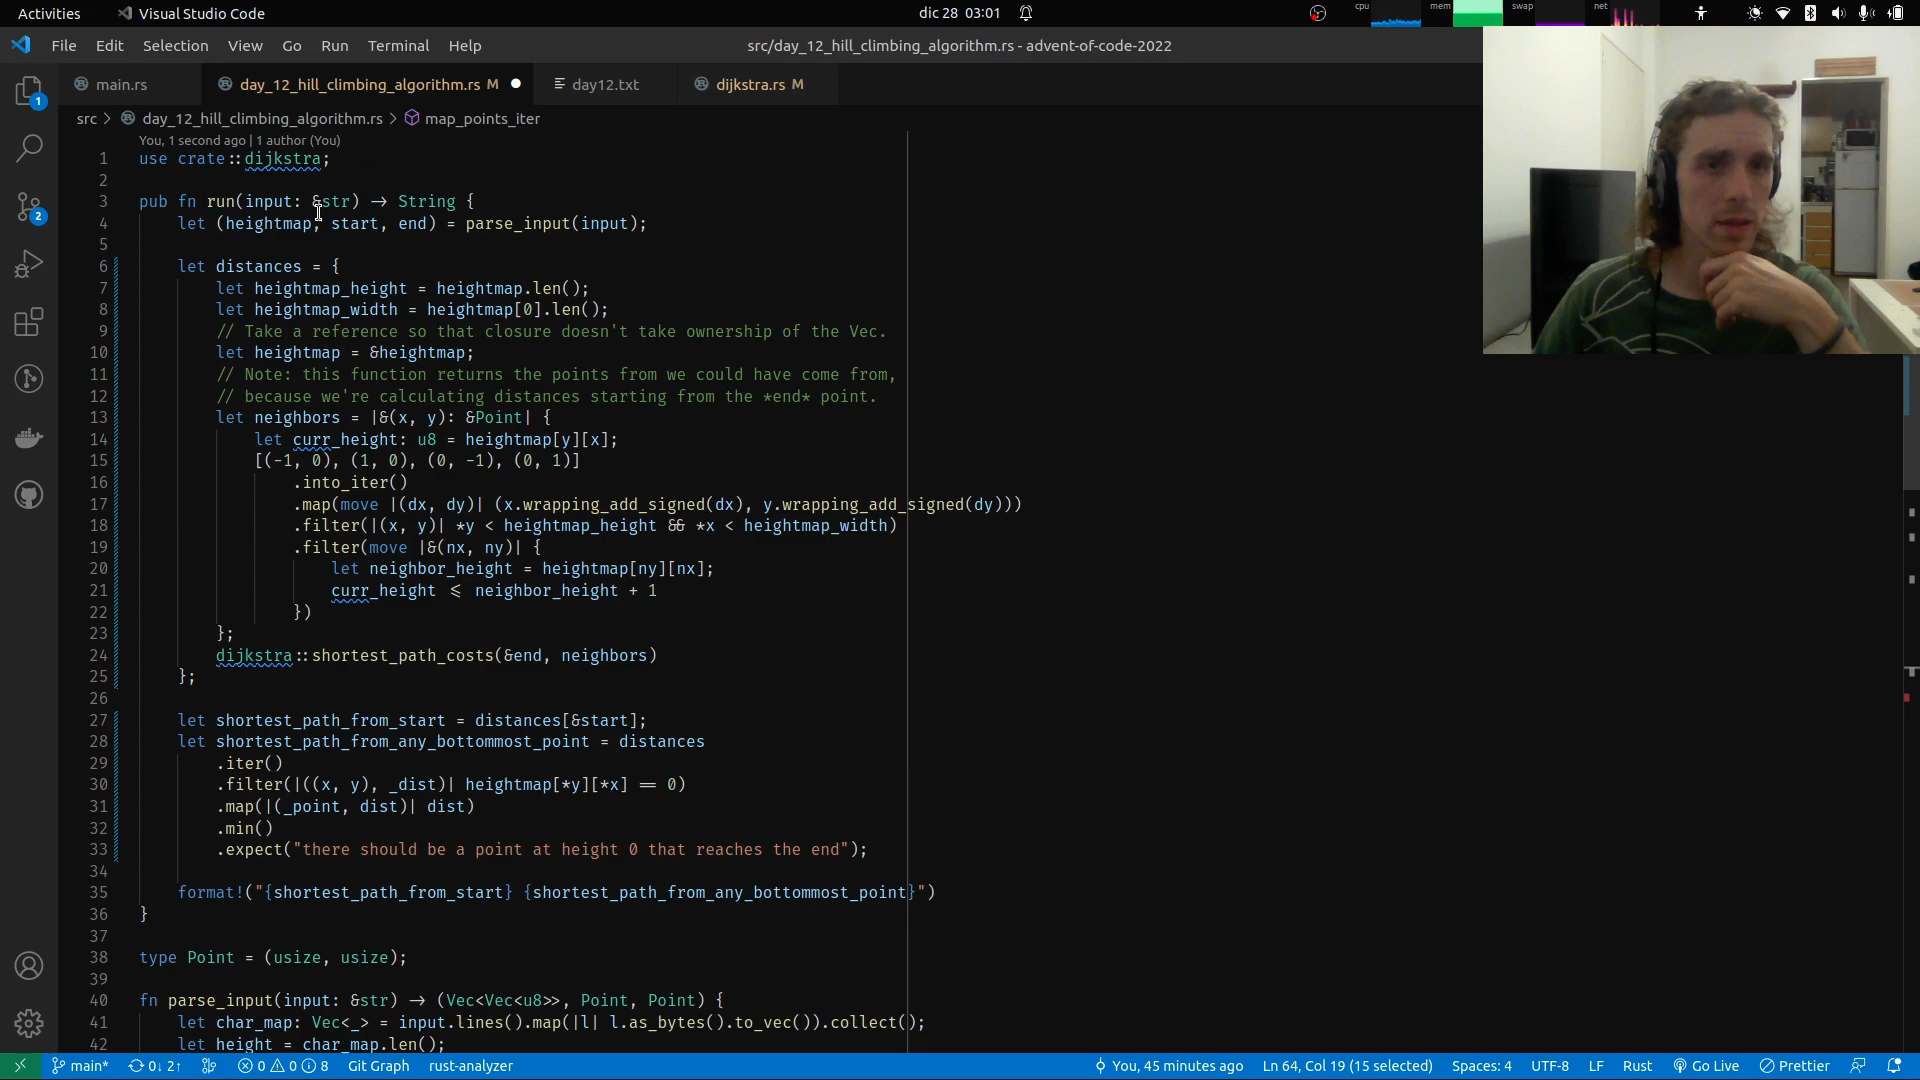 Activities
Visual Studio Code
dic 28 03:01
cpu
mem
swap
net
File Edit Selection View Go Run Terminal Help
src/day_12_hill_climbing_algorithm.rs - advent-of-code-2022
main.rs
day_12_hill_climbing_algorithm.rs M
day12.txt
dijkstra.rs M
src > day_12_hill_climbing_algorithm.rs > map_points_iter
1
2
You, 1 second ago | 1 author (You)
1 use crate::dijkstra;
2
3 pub fn run(input: &str) -> String {
4 let (heightmap, start, end) = parse_input(input);
5
6 let distances = {
7 let heightmap_height = heightmap.len();
8 let heightmap_width = heightmap[0].len();
9 // Take a reference so that closure doesn't take ownership of the Vec.
10 let heightmap = &heightmap;
11 // Note: this function returns the points from we could have come from,
12 // because we're calculating distances starting from the *end* point.
13 let neighbors = |&(x, y): &Point| {
14 let curr_height: u8 = heightmap[y][x];
15 [(-1, 0), (1, 0), (0, -1), (0, 1)]
16 .into_iter()
17 .map(move |(dx, dy)| (x.wrapping_add_signed(dx), y.wrapping_add_signed(dy)))
18 .filter(|(x, y)| *y < heightmap_height && *x < heightmap_width)
19 .filter(move |&(nx, ny)| {
20 let neighbor_height = heightmap[ny][nx];
21 curr_height <= neighbor_height + 1
22 })
23 };
24 dijkstra::shortest_path_costs(&end, neighbors)
25 };
26
27 let shortest_path_from_start = distances[&start];
28 let shortest_path_from_any_bottommost_point = distances
29 .iter()
30 .filter(|((x, y), _dist)| heightmap[*y][*x] == 0)
31 .map(|(_point, dist)| dist)
32 .min()
33 .expect("there should be a point at height 0 that reaches the end");
34
35 format!("{shortest_path_from_start} {shortest_path_from_any_bottommost_point}")
36 }
37
38 type Point = (usize, usize);
39
40 fn parse_input(input: &str) -> (Vec<Vec<u8>>, Point, Point) {
41 let char_map: Vec<_> = input.lines().map(|l| l.as_bytes().to_vec()).collect();
42 let height = char_map.len();
main* 0↓ 2↑ 0 0 8 Git Graph rust-analyzer You, 45 minutes ago Ln 64, Col 19 (15 selected) Spaces: 4 UTF-8 LF Rust Go Live Prettier